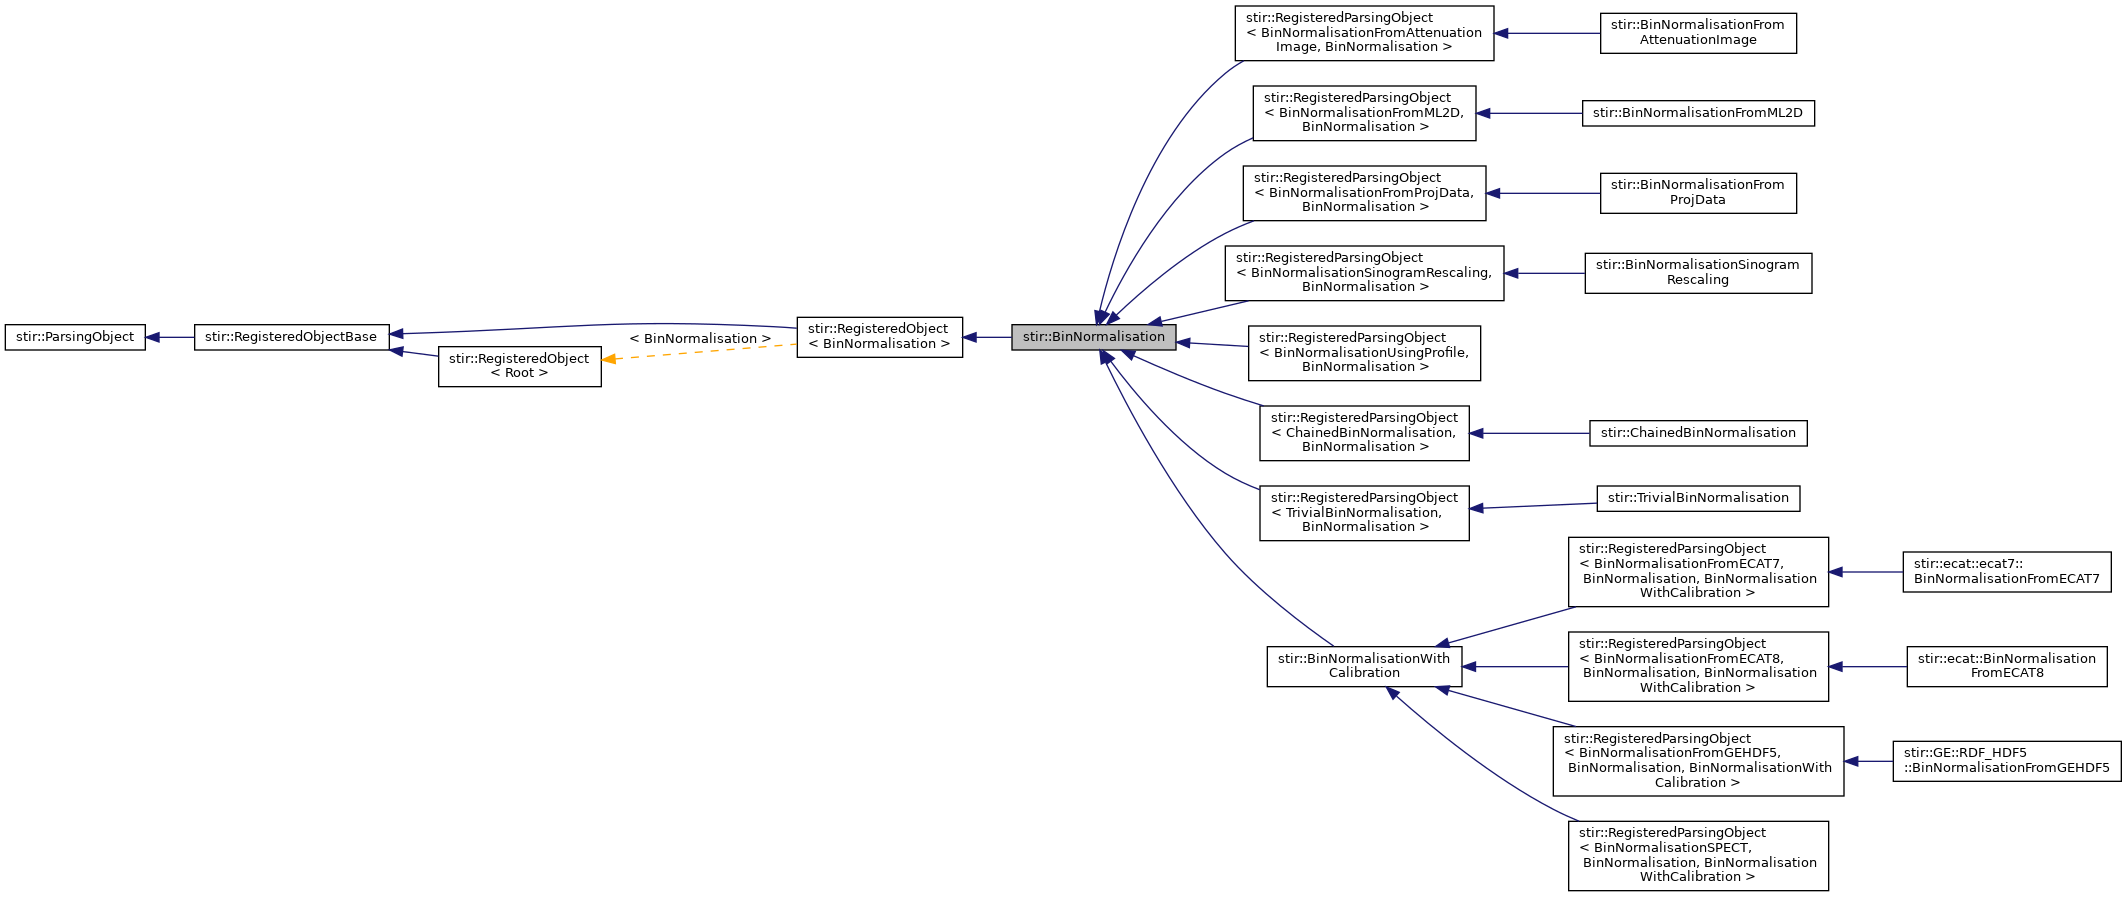 stir::ParsingObject
stir::RegisteredObjectBase
stir::RegisteredObject
< Root >
< BinNormalisation >
stir::RegisteredObject
< BinNormalisation >
stir::BinNormalisation
stir::RegisteredParsingObject
< BinNormalisationFromAttenuation
Image, BinNormalisation >
stir::BinNormalisationFrom
AttenuationImage
stir::RegisteredParsingObject
< BinNormalisationFromML2D,
BinNormalisation >
stir::BinNormalisationFromML2D
stir::RegisteredParsingObject
< BinNormalisationFromProjData,
BinNormalisation >
stir::BinNormalisationFrom
ProjData
stir::RegisteredParsingObject
< BinNormalisationSinogramRescaling,
BinNormalisation >
stir::BinNormalisationSinogram
Rescaling
stir::RegisteredParsingObject
< BinNormalisationUsingProfile,
BinNormalisation >
stir::RegisteredParsingObject
< ChainedBinNormalisation,
BinNormalisation >
stir::ChainedBinNormalisation
stir::RegisteredParsingObject
< TrivialBinNormalisation,
BinNormalisation >
stir::TrivialBinNormalisation
stir::BinNormalisationWith
Calibration
stir::RegisteredParsingObject
< BinNormalisationFromECAT7,
BinNormalisation, BinNormalisation
WithCalibration >
stir::ecat::ecat7::
BinNormalisationFromECAT7
stir::RegisteredParsingObject
< BinNormalisationFromECAT8,
BinNormalisation, BinNormalisation
WithCalibration >
stir::ecat::BinNormalisation
FromECAT8
stir::RegisteredParsingObject
< BinNormalisationFromGEHDF5,
BinNormalisation, BinNormalisationWith
Calibration >
stir::GE::RDF_HDF5
::BinNormalisationFromGEHDF5
stir::RegisteredParsingObject
< BinNormalisationSPECT,
BinNormalisation, BinNormalisation
WithCalibration >